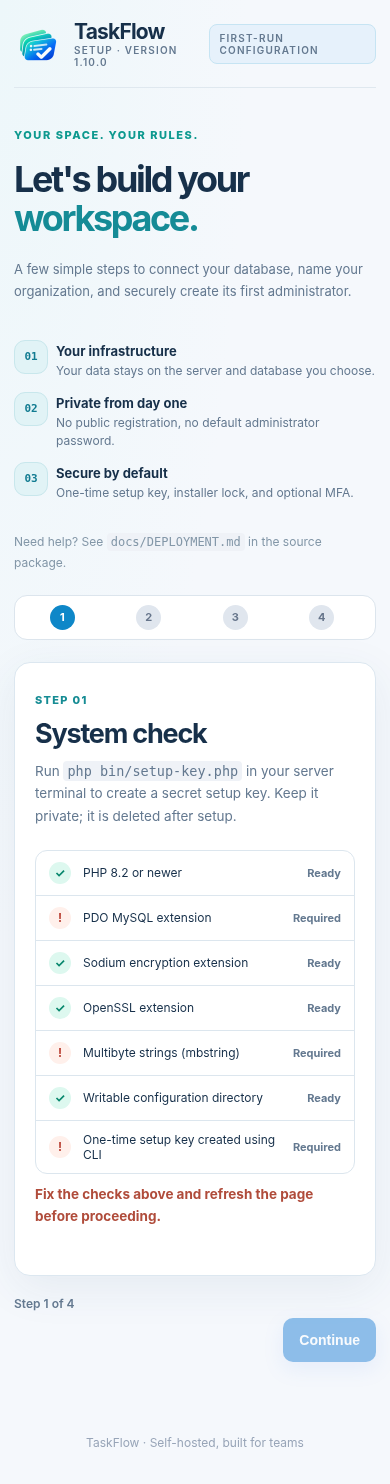 TaskFlow
SETUP · VERSION
1.10.0
FIRST-RUN
CONFIGURATION
YOUR SPACE. YOUR RULES.
Let's build your
workspace.
A few simple steps to connect your database, name your
organization, and securely create its first administrator.
01
Your infrastructure
Your data stays on the server and database you choose.
02
Private from day one
No public registration, no default administrator
password.
03
Secure by default
One-time setup key, installer lock, and optional MFA.
Need help? See docs/DEPLOYMENT.md in the source
package.
1 2 3 4
STEP 01
System check
Run php bin/setup-key.php in your server
terminal to create a secret setup key. Keep it
private; it is deleted after setup.
✓ PHP 8.2 or newer Ready
! PDO MySQL extension Required
✓ Sodium encryption extension Ready
✓ OpenSSL extension Ready
! Multibyte strings (mbstring) Required
✓ Writable configuration directory Ready
! One-time setup key created using
CLI Required
Fix the checks above and refresh the page
before proceeding.
Step 1 of 4
Continue
TaskFlow · Self-hosted, built for teams